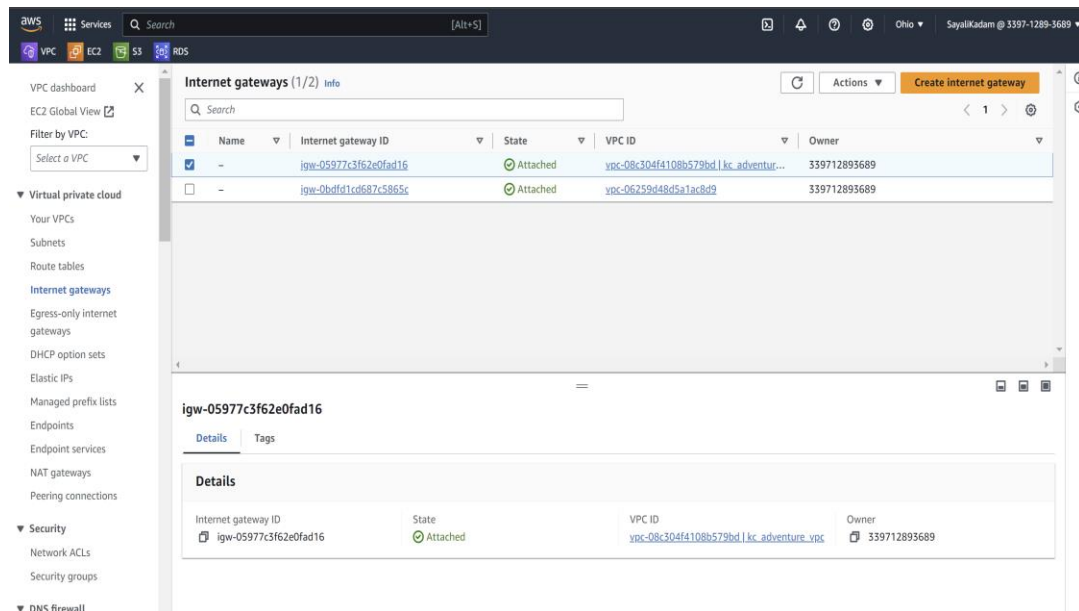 aws Services Search [Alt+S] Ohio SayaliKadam @ 3397-1289-3689
VPC EC2 S3 RDS
VPC dashboard
EC2 Global View
Filter by VPC:
Select a VPC
Virtual private cloud
Your VPCs
Subnets
Route tables
Internet gateways
Egress-only internet
gateways
DHCP option sets
Elastic IPs
Managed prefix lists
Endpoints
Endpoint services
NAT gateways
Peering connections
Security
Network ACLs
Security groups
DNS firewall
Internet gateways (1/2) Info Actions Create internet gateway
Search 1
Name Internet gateway ID State VPC ID Owner
– igw-05977c3f62e0fad16 Attached vpc-08c304f4108b579bd | kc_adventur... 339712893689
– igw-0bdfd1cd687c5865c Attached vpc-06259d48d5a1ac8d9 339712893689
igw-05977c3f62e0fad16
Details Tags
Details
Internet gateway ID State VPC ID Owner
igw-05977c3f62e0fad16 Attached vpc-08c304f4108b579bd | kc_adventure_vpc 339712893689